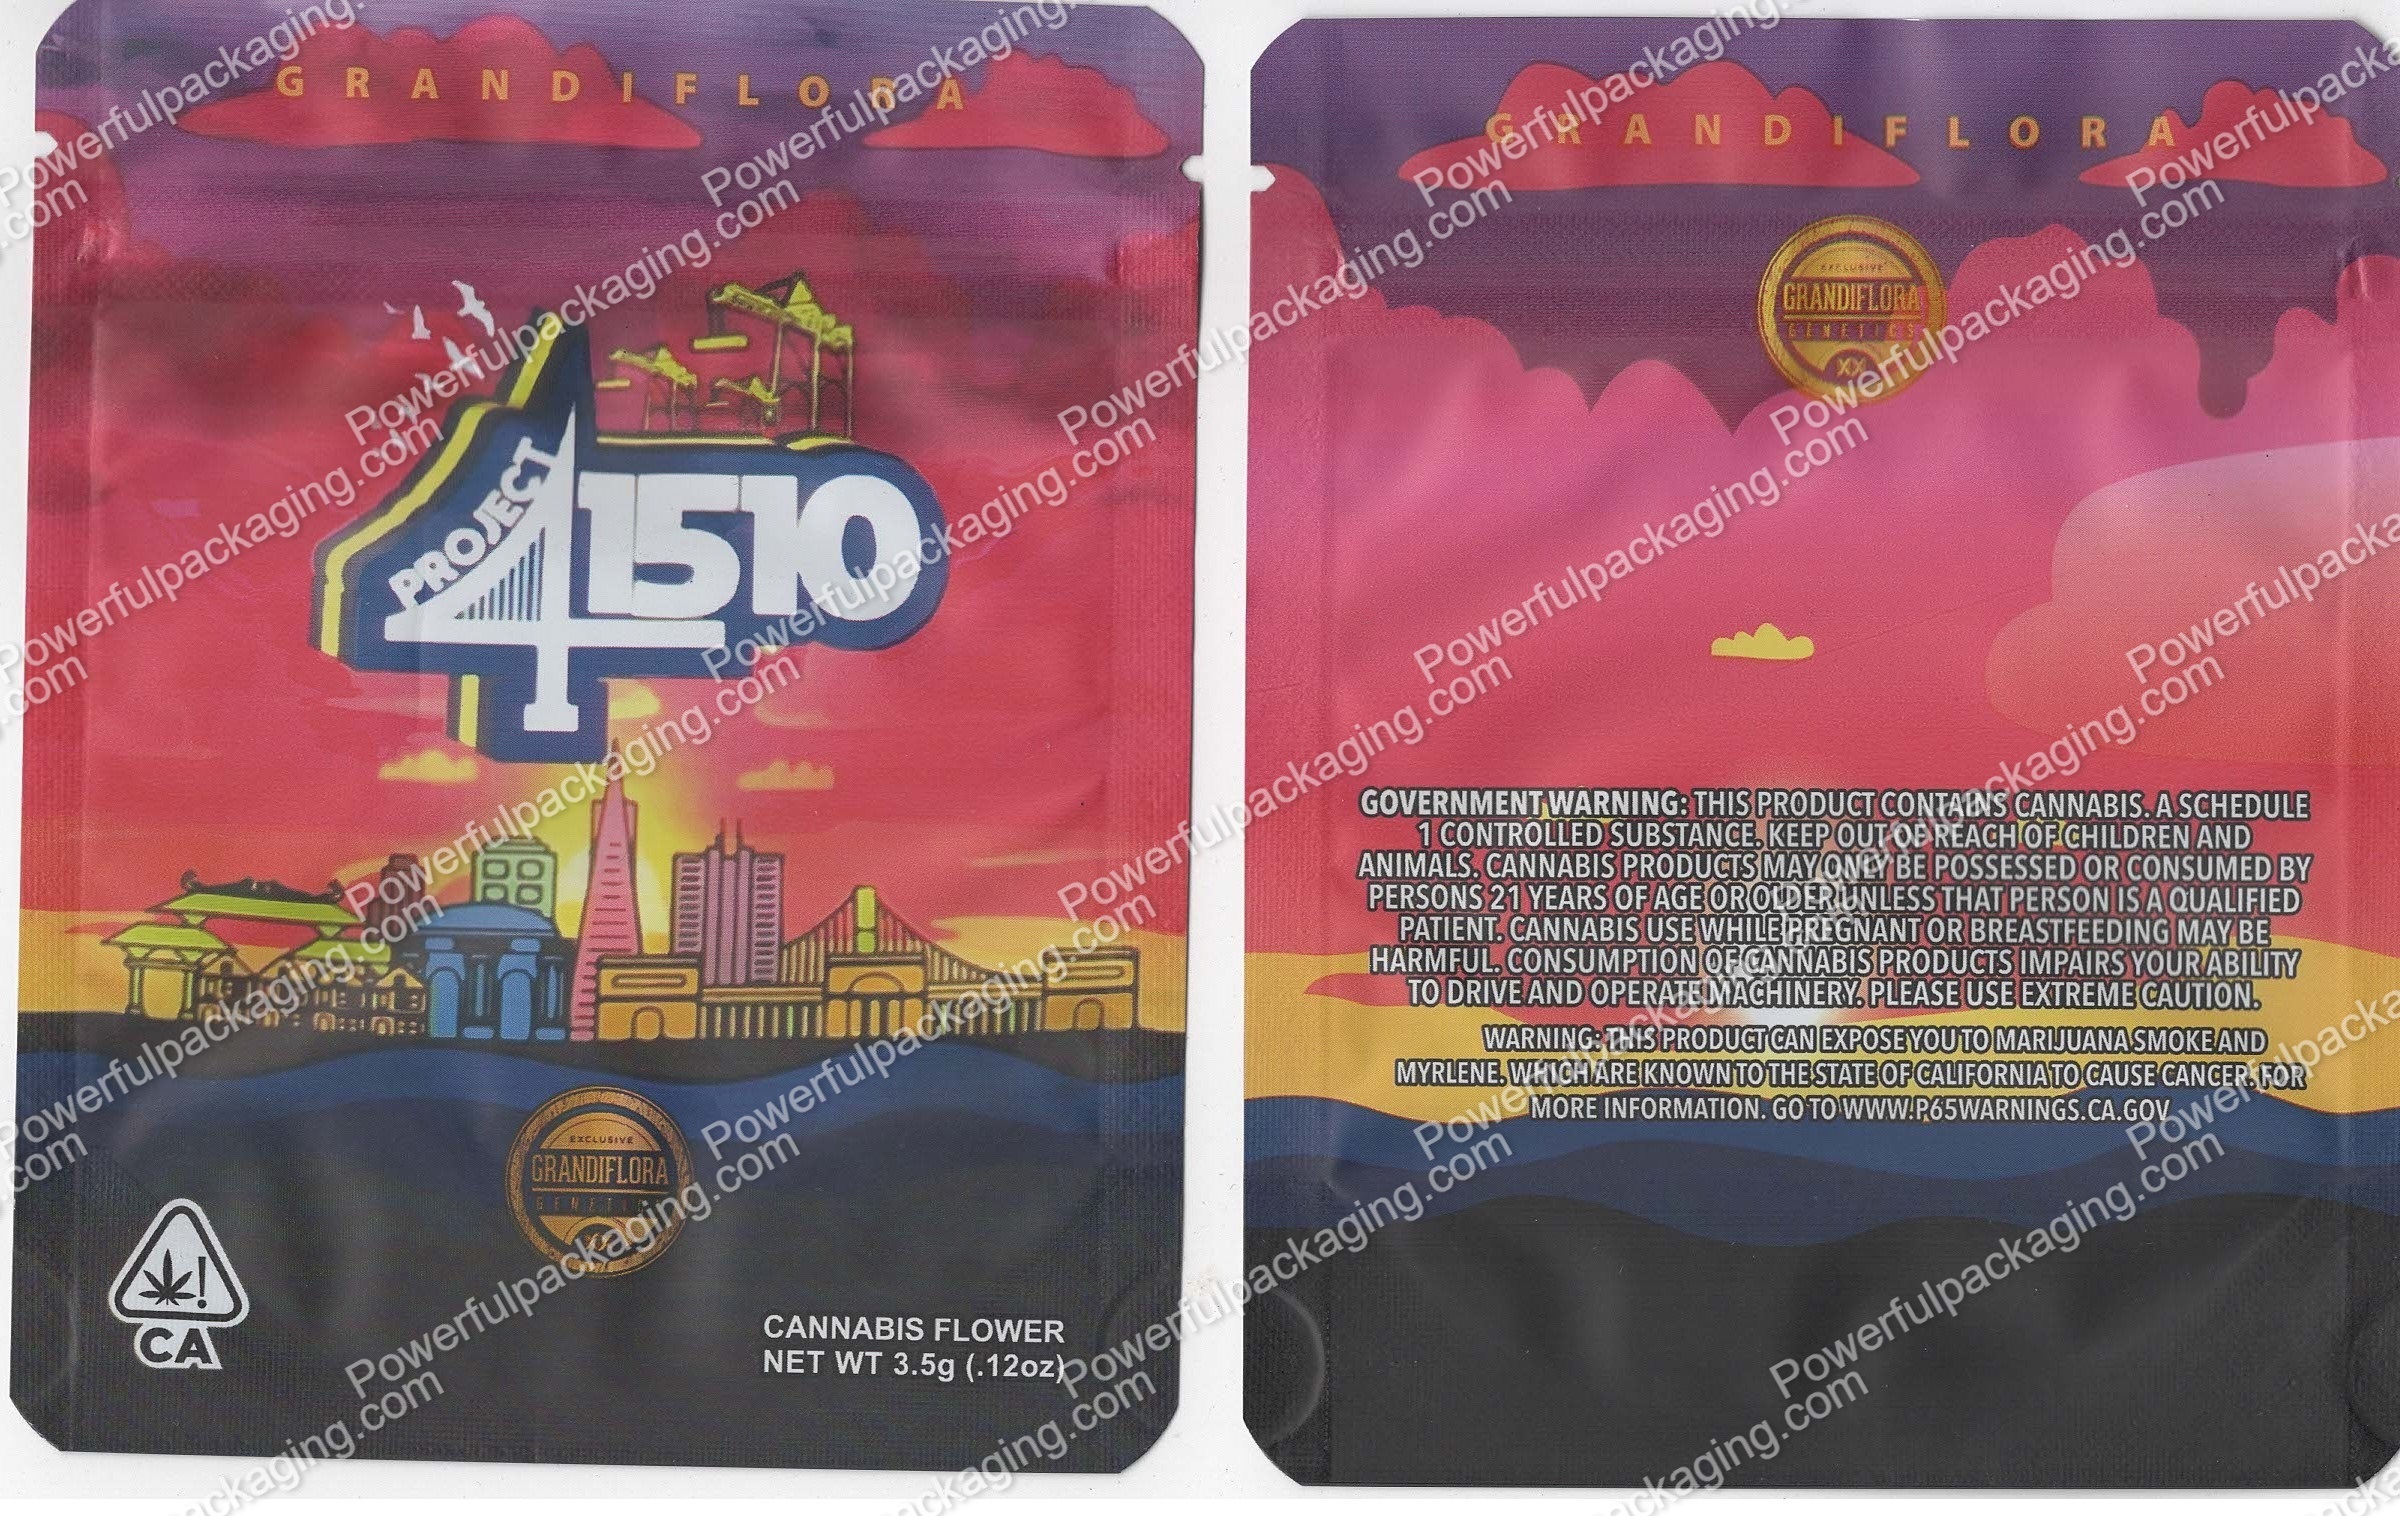 GRANDIFLORA
PROJECT
41510
EXCLUSIVE
GRANDIFLORA
GENETICS
XX
CA
CANNABIS FLOWER
NET WT 3.5g (.12oz)
GRANDIFLORA
EXCLUSIVE
GRANDIFLORA
GENETICS
XX
GOVERNMENT WARNING: THIS PRODUCT CONTAINS CANNABIS. A SCHEDULE
1 CONTROLLED SUBSTANCE. KEEP OUT OF REACH OF CHILDREN AND
ANIMALS. CANNABIS PRODUCTS MAY ONLY BE POSSESSED OR CONSUMED BY
PERSONS 21 YEARS OF AGE OR OLDER UNLESS THAT PERSON IS A QUALIFIED
PATIENT. CANNABIS USE WHILE PREGNANT OR BREASTFEEDING MAY BE
HARMFUL. CONSUMPTION OF CANNABIS PRODUCTS IMPAIRS YOUR ABILITY
TO DRIVE AND OPERATE MACHINERY. PLEASE USE EXTREME CAUTION.
WARNING: THIS PRODUCT CAN EXPOSE YOU TO MARIJUANA SMOKE AND
MYRLENE. WHICH ARE KNOWN TO THE STATE OF CALIFORNIA TO CAUSE CANCER. FOR
MORE INFORMATION. GO TO WWW.P65WARNINGS.CA.GOV
Powerfulpackaging.com